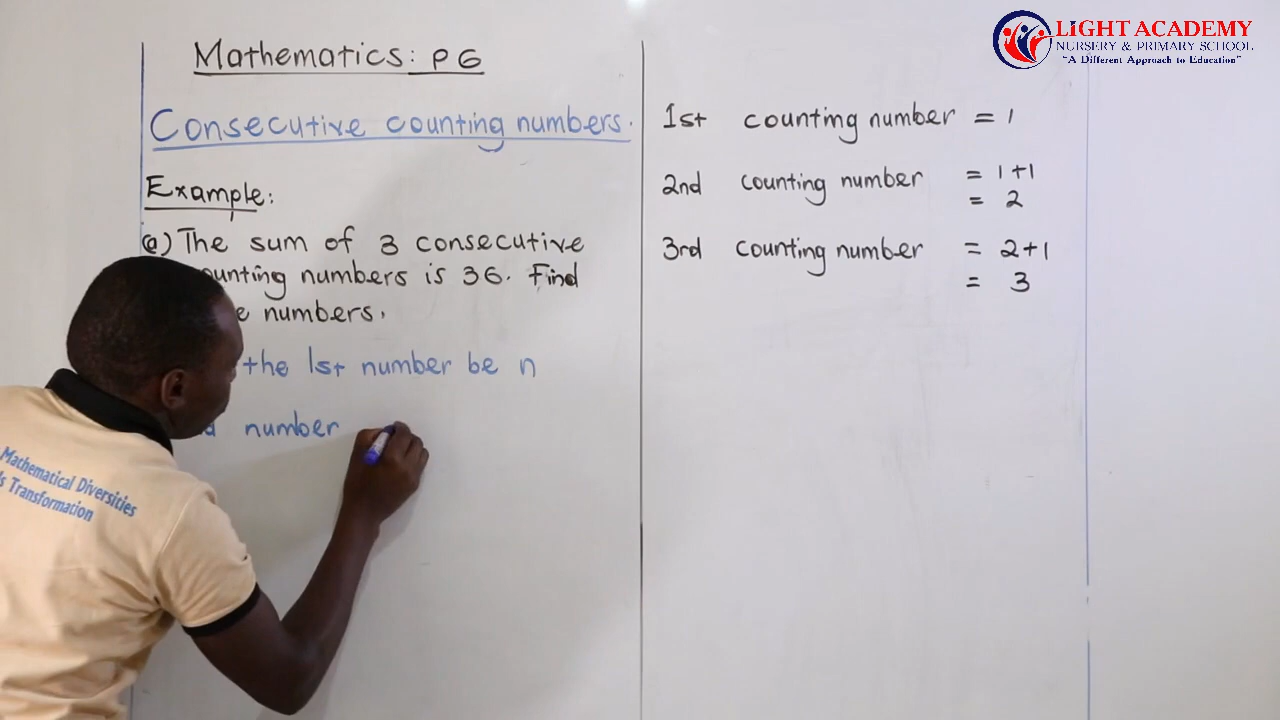 Mathematics: P6
Consecutive counting numbers.
Example:
(a) The sum of 3 consecutive
numbers is 36. Find
numbers.
the 1st number be n
number
1st counting number = 1
2nd counting number = 1+1
= 2
3rd counting number = 2+1
= 3
LIGHT ACADEMY
NURSERY & PRIMARY SCHOOL
"A Different Approach to Education"
Mathematical Diversities
Transformation